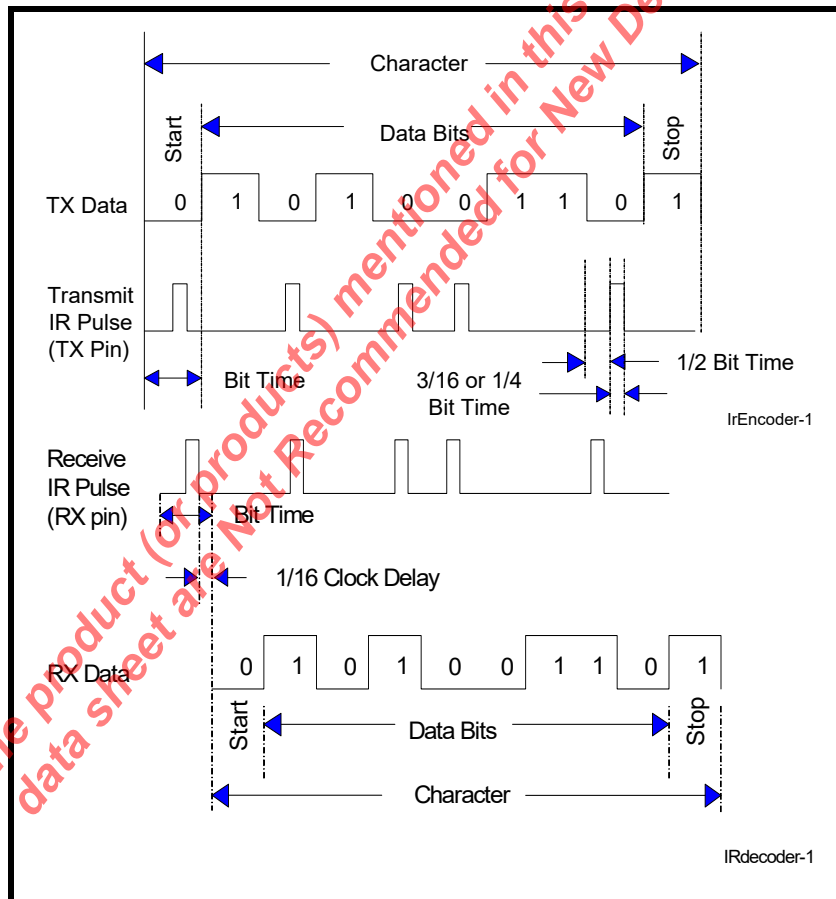 Character
Start
Data Bits
Stop
TX Data
0 1 0 1 0 0 1 1 0 1
Transmit
IR Pulse
(TX Pin)
Bit Time
3/16 or 1/4
Bit Time
1/2 Bit Time
IrEncoder-1
Receive
IR Pulse
(RX pin)
Bit Time
1/16 Clock Delay
RX Data
0 1 0 1 0 0 1 1 0 1
Start
Data Bits
Stop
Character
IRdecoder-1
product (or products) mentioned in this
data sheet are Not Recommended for New